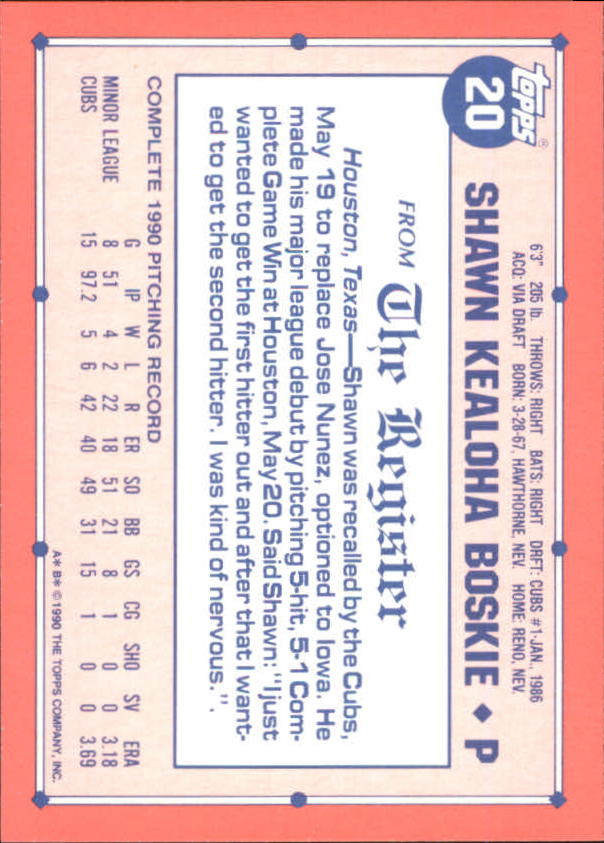 topps®
20
SHAWN KEALOHA BOSKIE ◆ P
6'3" 205 lb. THROWS: RIGHT BATS: RIGHT DRFT: CUBS #1-JAN., 1986
ACQ: VIA DRAFT BORN: 3-28-67, HAWTHORNE, NEV. HOME: RENO, NEV.
FROM The Register
Houston, Texas—Shawn was recalled by the Cubs,
May 19 to replace Jose Nunez, optioned to Iowa. He
made his major league debut by pitching 5-hit, 5-1 Com-
plete Game Win at Houston, May 20. Said Shawn: "I just
wanted to get the first hitter out and after that I want-
ed to get the second hitter. I was kind of nervous.".
COMPLETE 1990 PITCHING RECORD
G IP W L R ER SO BB GS CG SHO SV ERA
MINOR LEAGUE 8 51 4 2 22 18 51 21 8 1 0 0 3.18
CUBS 15 97.2 5 6 42 40 49 31 15 1 0 0 3.69
A* B* © 1990 THE TOPPS COMPANY, INC.